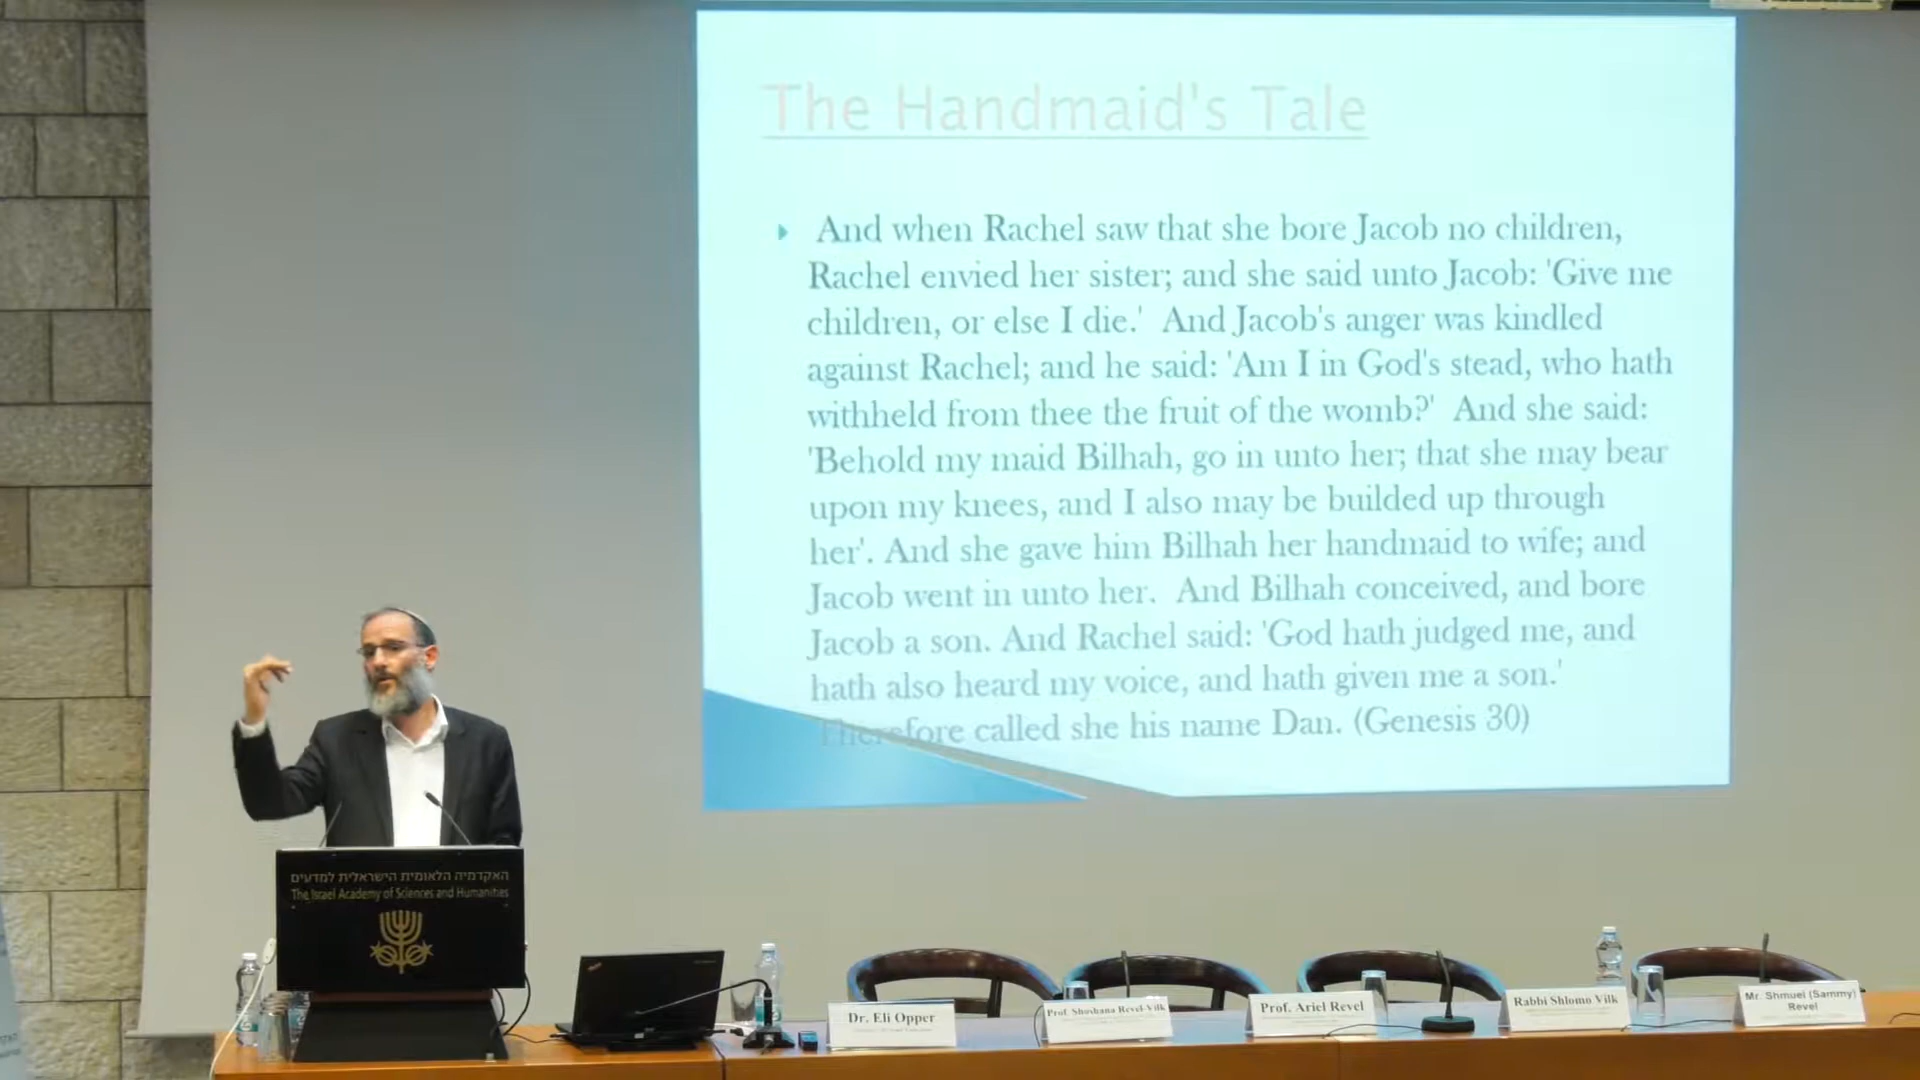 The Handmaid's Tale
And when Rachel saw that she bore Jacob no children,
Rachel envied her sister; and she said unto Jacob: 'Give me
children, or else I die.' And Jacob's anger was kindled
against Rachel; and he said: 'Am I in God's stead, who hath
withheld from thee the fruit of the womb?' And she said:
'Behold my maid Bilhah, go in unto her; that she may bear
upon my knees, and I also may be builded up through
her'. And she gave him Bilhah her handmaid to wife; and
Jacob went in unto her. And Bilhah conceived, and bore
Jacob a son. And Rachel said: 'God hath judged me, and
hath also heard my voice, and hath given me a son.'
Therefore called she his name Dan. (Genesis 30)
האקדמיה הלאומית הישראלית למדעים
The Israel Academy of Sciences and Humanities
Dr. Eli Opper
Prof. Shoshana Revel-Vilk
Prof. Ariel Revel
Rabbi Shlomo Vilk
Mr. Shmuel (Sammy)
Revel